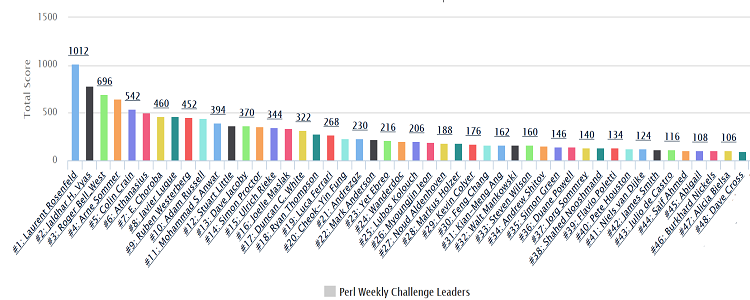 1500
1000
500
0
Total Score
1012
696
542
460
452
394
370
344
322
268
230
216
206
188
176
162
160
146
140
134
124
116
108
106
#1: Laurent Rosenfeld
#2: Jaldhar H. Vyas
#3: Roger Bell_West
#4: Arne Sommer
#5: Colin Crain
#6: Athanasius
#7: E. Choroba
#8: Javier Luque
#9: Ruben Westerberg
#10: Adam Russell
#11: Mohammad S Anwar
#12: Stuart Little
#13: Dave Jacoby
#14: Simon Proctor
#15: Ulrich Rieke
#16: Joelle Maslak
#17: Duncan C. White
#18: Ryan Thompson
#19: Luca Ferrari
#20: Cheok-Yin Fung
#21: Andrezgz
#22: Mark Anderson
#23: Yet Ebreo
#24: Wanderdoc
#25: Lubos Kolouch
#26: Myoungjin Jeon
#27: Nouf Aldenhoven
#28: Markus Holzer
#29: Kevin Colyer
#30: Feng Chang
#31: Kian-Meng Ang
#32: Walt Mankowski
#33: Steven Wilson
#34: Andrew Shitov
#35: Simon Green
#36: Duane Powell
#37: Jorg Sommrey
#38: Shahed Nooshmand
#39: Flavio Poletti
#40: Pete Houston
#41: Niels van Dijke
#42: James Smith
#43: Julio de Castro
#44: Saif Ahmed
#45: Abigail
#46: Burkhard Nickels
#47: Alicia Bielsa
#48: Dave Cross
Perl Weekly Challenge Leaders